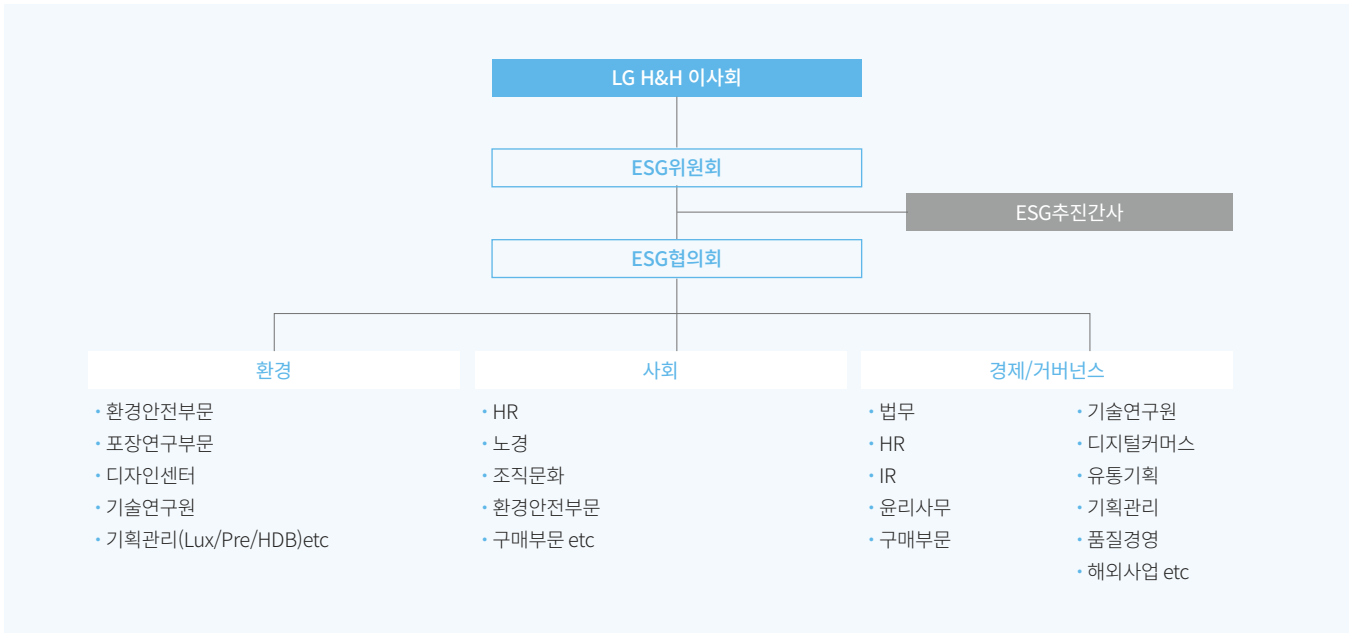 LG H&H 이사회
ESG위원회
ESG추진간사
ESG협의회
환경
· 환경안전부문
· 포장연구부문
· 디자인센터
· 기술연구원
· 기획관리(Lux/Pre/HDB)etc
사회
· HR
· 노경
· 조직문화
· 환경안전부문
· 구매부문 etc
경제/거버넌스
· 법무
· HR
· IR
· 윤리사무
· 구매부문
· 기술연구원
· 디지털커머스
· 유통기획
· 기획관리
· 품질경영
· 해외사업 etc